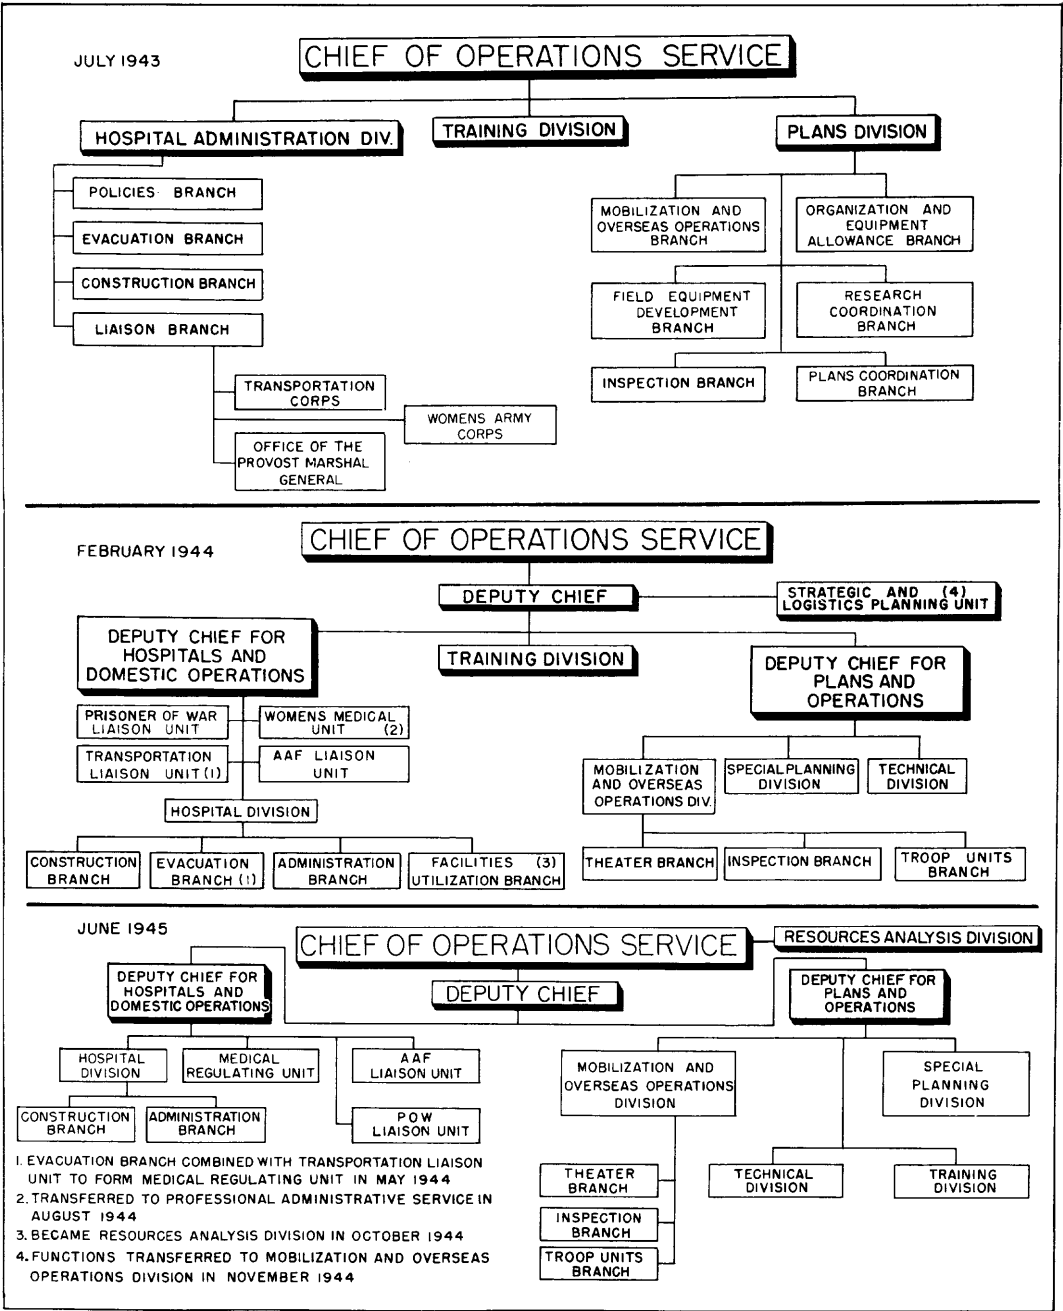 JULY 1943
CHIEF OF OPERATIONS SERVICE
HOSPITAL ADMINISTRATION DIV.
TRAINING DIVISION
PLANS DIVISION
POLICIES BRANCH
EVACUATION BRANCH
CONSTRUCTION BRANCH
LIAISON BRANCH
TRANSPORTATION
CORPS
WOMENS ARMY
CORPS
OFFICE OF THE
PROVOST MARSHAL
GENERAL
MOBILIZATION AND
OVERSEAS OPERATIONS
BRANCH
ORGANIZATION AND
EQUIPMENT
ALLOWANCE BRANCH
FIELD EQUIPMENT
DEVELOPMENT
BRANCH
RESEARCH
COORDINATION
BRANCH
INSPECTION BRANCH
PLANS COORDINATION
BRANCH
FEBRUARY 1944
CHIEF OF OPERATIONS SERVICE
DEPUTY CHIEF
STRATEGIC AND (4)
LOGISTICS PLANNING UNIT
DEPUTY CHIEF FOR
HOSPITALS AND
DOMESTIC OPERATIONS
TRAINING DIVISION
DEPUTY CHIEF FOR
PLANS AND
OPERATIONS
PRISONER OF WAR
LIAISON UNIT
WOMENS MEDICAL
UNIT (2)
TRANSPORTATION
LIAISON UNIT (1)
AAF LIAISON
UNIT
HOSPITAL DIVISION
CONSTRUCTION
BRANCH
EVACUATION
BRANCH (1)
ADMINISTRATION
BRANCH
FACILITIES (3)
UTILIZATION BRANCH
MOBILIZATION
AND OVERSEAS
OPERATIONS DIV.
SPECIAL PLANNING
DIVISION
TECHNICAL
DIVISION
THEATER BRANCH
INSPECTION BRANCH
TROOP UNITS
BRANCH
JUNE 1945
CHIEF OF OPERATIONS SERVICE
RESOURCES ANALYSIS DIVISION
DEPUTY CHIEF FOR
HOSPITALS AND
DOMESTIC OPERATIONS
DEPUTY CHIEF
DEPUTY CHIEF FOR
PLANS AND
OPERATIONS
HOSPITAL
DIVISION
MEDICAL
REGULATING UNIT
AAF
LIAISON UNIT
CONSTRUCTION
BRANCH
ADMINISTRATION
BRANCH
POW
LIAISON UNIT
MOBILIZATION AND
OVERSEAS OPERATIONS
DIVISION
SPECIAL
PLANNING
DIVISION
THEATER
BRANCH
INSPECTION
BRANCH
TROOP UNITS
BRANCH
TECHNICAL
DIVISION
TRAINING
DIVISION
1. EVACUATION BRANCH COMBINED WITH TRANSPORTATION LIAISON
UNIT TO FORM MEDICAL REGULATING UNIT IN MAY 1944
2. TRANSFERRED TO PROFESSIONAL ADMINISTRATIVE SERVICE IN
AUGUST 1944
3. BECAME RESOURCES ANALYSIS DIVISION IN OCTOBER 1944
4. FUNCTIONS TRANSFERRED TO MOBILIZATION AND OVERSEAS
OPERATIONS DIVISION IN NOVEMBER 1944